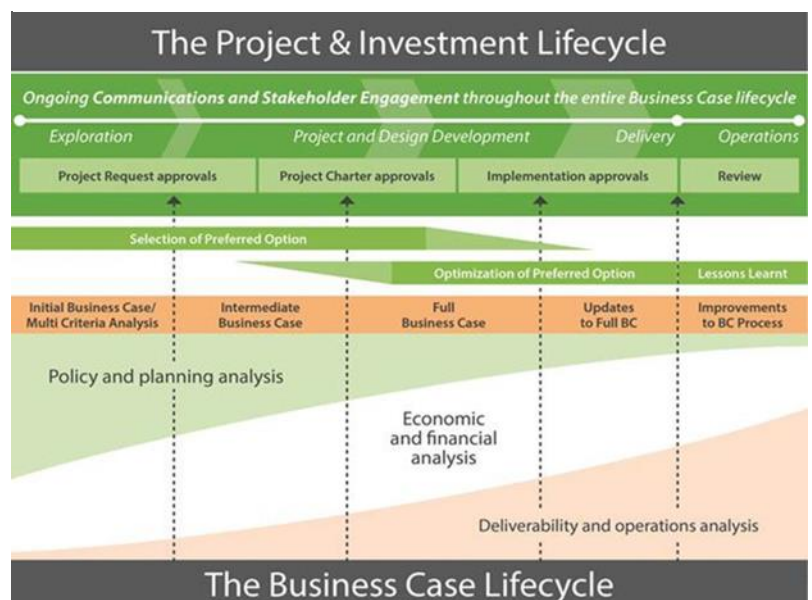 The Project & Investment Lifecycle
Ongoing Communications and Stakeholder Engagement throughout the entire Business Case lifecycle
Exploration
Project and Design Development
Delivery
Operations
Project Request approvals
Project Charter approvals
Implementation approvals
Review
Selection of Preferred Option
Optimization of Preferred Option
Lessons Learnt
Initial Business Case/
Multi Criteria Analysis
Intermediate
Business Case
Full
Business Case
Updates
to Full BC
Improvements
to BC Process
Policy and planning analysis
Economic
and financial
analysis
Deliverability and operations analysis
The Business Case Lifecycle